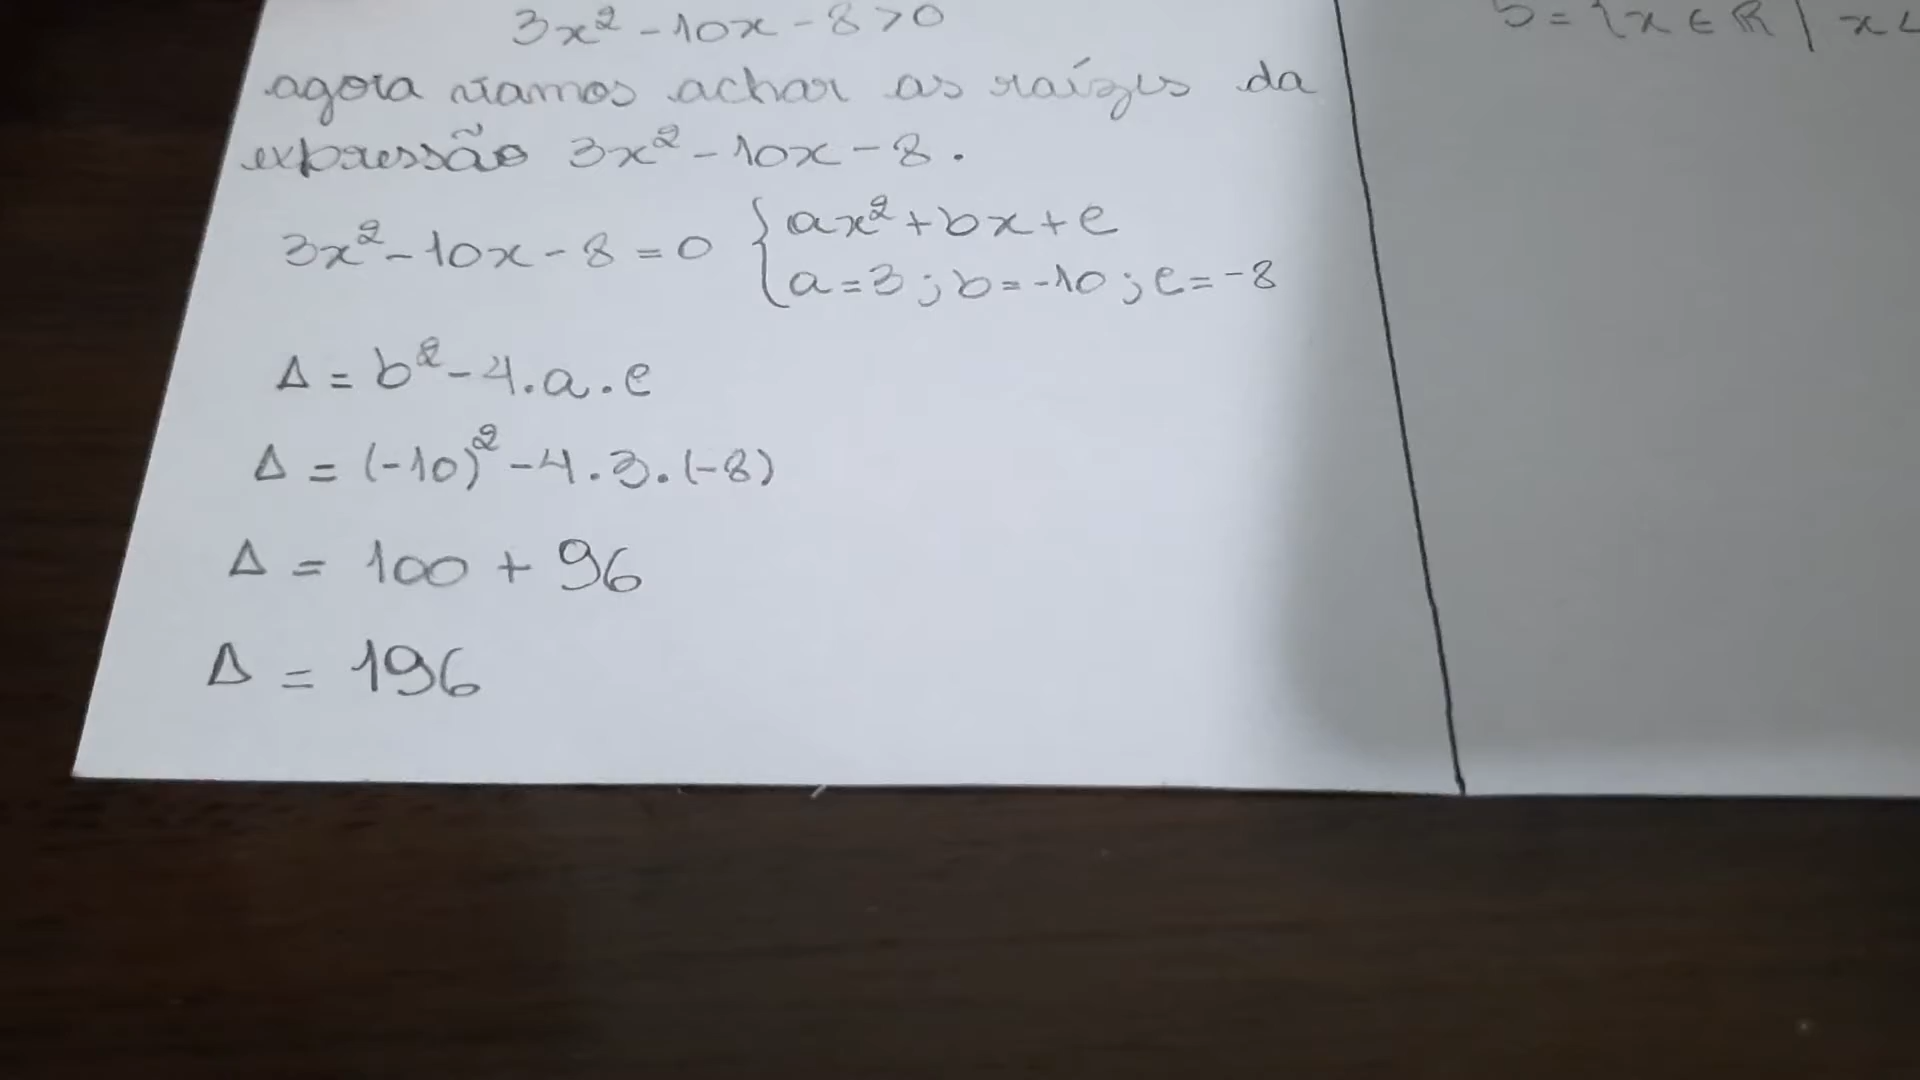 3x² - 10x - 8 > 0
agora vamos achar as raízes da
expressão 3x² - 10x - 8.
3x² - 10x - 8 = 0 { ax² + bx + c
a = 3 ; b = -10 ; c = -8
Δ = b² - 4 . a . c
Δ = (-10)² - 4 . 3 . (-8)
Δ = 100 + 96
Δ = 196
S = {x ∈ ℝ | x <